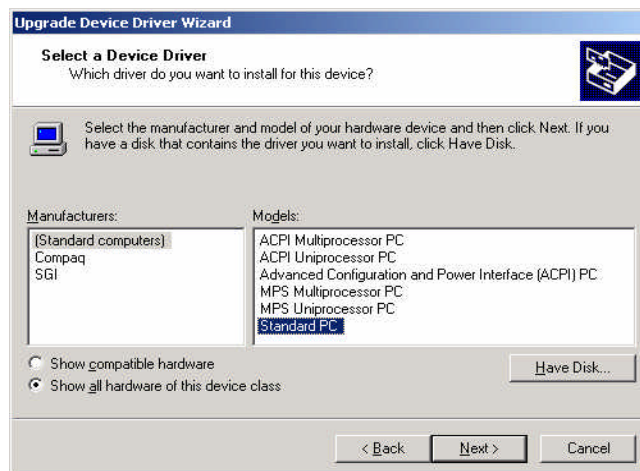 Upgrade Device Driver Wizard
Select a Device Driver
Which driver do you want to install for this device?
Select the manufacturer and model of your hardware device and then click Next. If you
have a disk that contains the driver you want to install, click Have Disk.
Manufacturers:
(Standard computers)
Compaq
SGI
Models:
ACPI Multiprocessor PC
ACPI Uniprocessor PC
Advanced Configuration and Power Interface (ACPI) PC
MPS Multiprocessor PC
MPS Uniprocessor PC
Standard PC
Show compatible hardware
Show all hardware of this device class
Have Disk...
< Back
Next >
Cancel